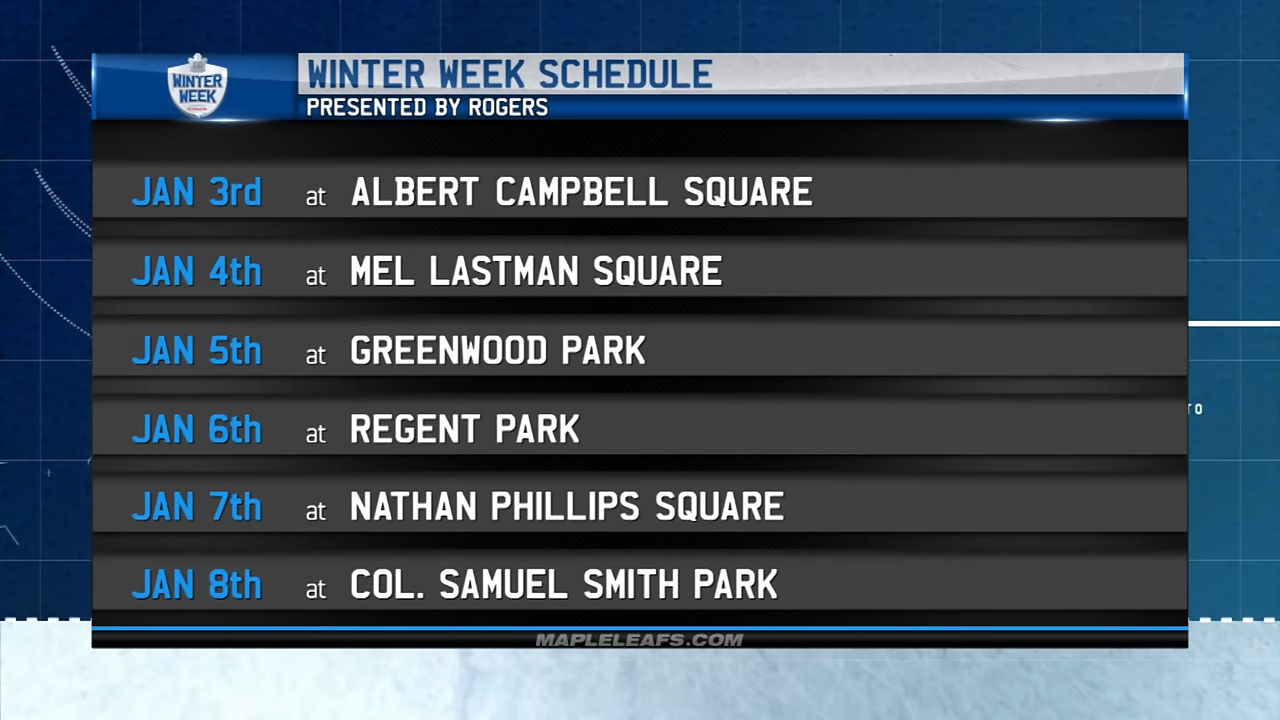 WINTER WEEK
WINTER WEEK SCHEDULE
PRESENTED BY ROGERS
JAN 3rd at ALBERT CAMPBELL SQUARE
JAN 4th at MEL LASTMAN SQUARE
JAN 5th at GREENWOOD PARK
JAN 6th at REGENT PARK
JAN 7th at NATHAN PHILLIPS SQUARE
JAN 8th at COL. SAMUEL SMITH PARK
MAPLELEAFS.COM